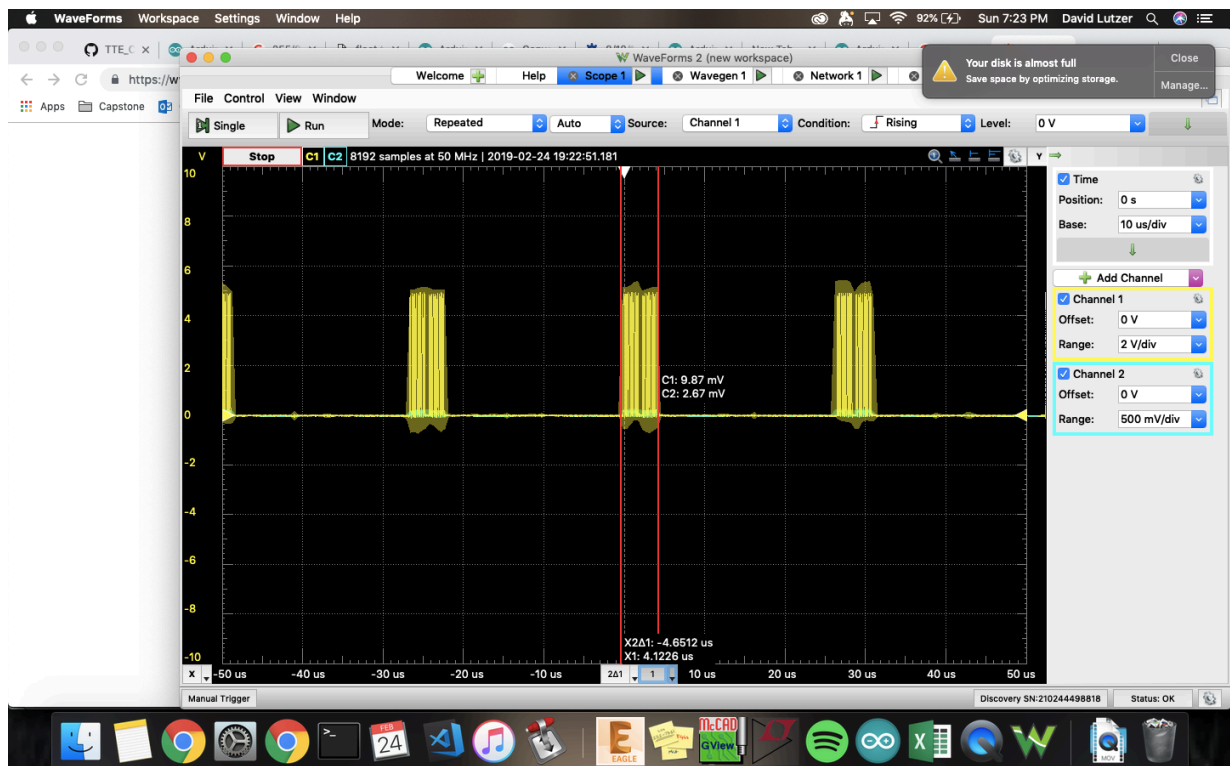 WaveForms Workspace Settings Window Help 92% Sun 7:23 PM David Lutzer
TTE_C
https://w
WaveForms 2 (new workspace)
Welcome Help Scope 1 Wavegen 1 Network 1
Your disk is almost full
Save space by optimizing storage.
Close
Manage...
Apps Capstone
File Control View Window
Single Run Mode: Repeated Auto Source: Channel 1 Condition: Rising Level: 0 V
V Stop C1 C2 8192 samples at 50 MHz | 2019-02-24 19:22:51.181 Y
10
8
6
4
2
0
-2
-4
-6
-8
-10
C1: 9.87 mV
C2: 2.67 mV
X2Δ1: -4.6512 us
X1: 4.1226 us
X -50 us -40 us -30 us -20 us -10 us 2Δ1 1 10 us 20 us 30 us 40 us 50 us
Time
Position: 0 s
Base: 10 us/div
Add Channel
Channel 1
Offset: 0 V
Range: 2 V/div
Channel 2
Offset: 0 V
Range: 500 mV/div
Manual Trigger Discovery SN:210244498818 Status: OK
FEB
24
EAGLE
McCAD
GView
MOV